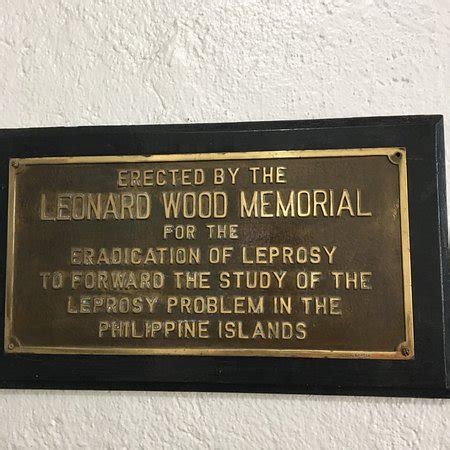 ERECTED BY THE
LEONARD WOOD MEMORIAL
FOR THE
ERADICATION OF LEPROSY
TO FORWARD THE STUDY OF THE
LEPROSY PROBLEM IN THE
PHILIPPINE ISLANDS